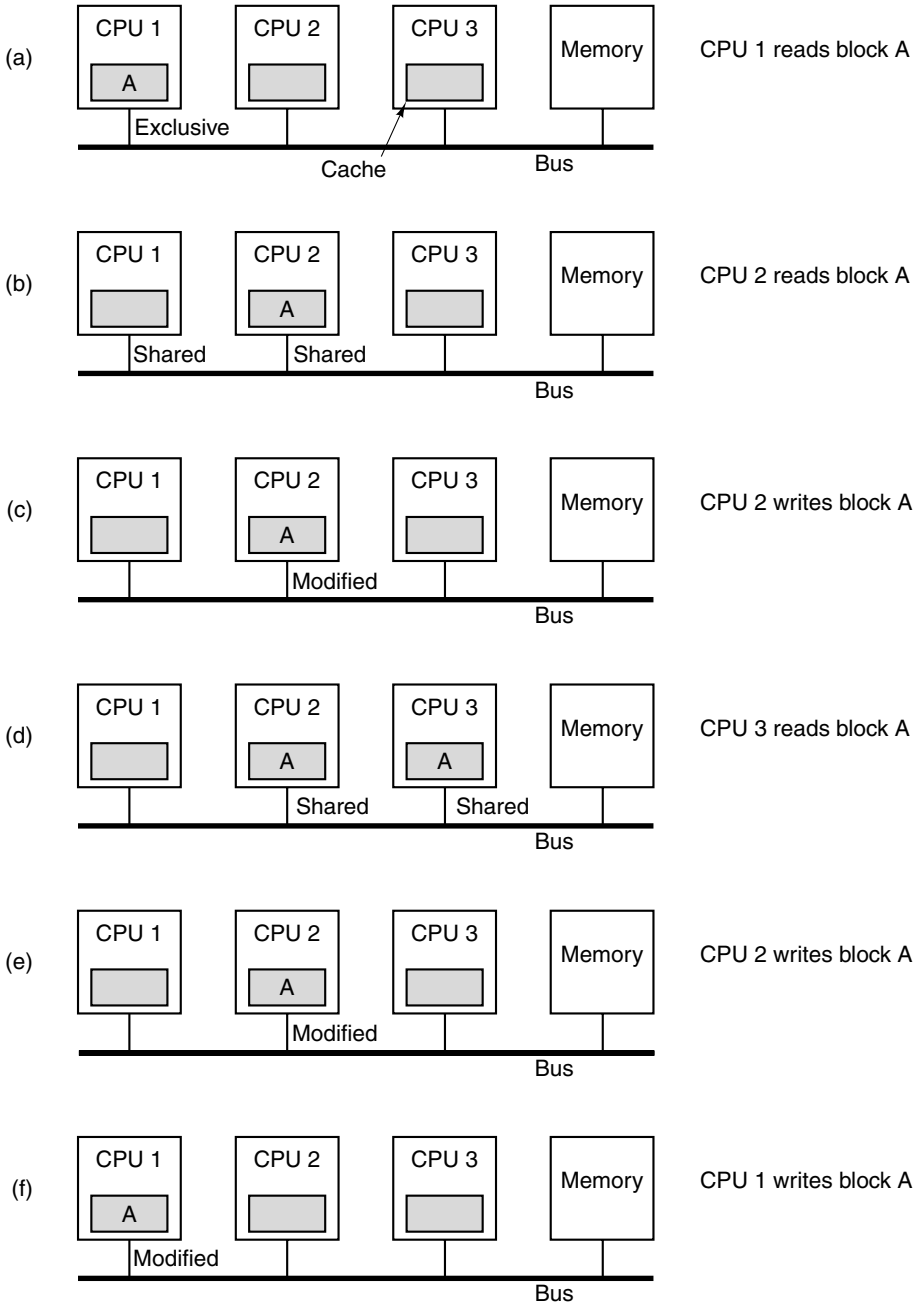 (a)
CPU 1 CPU 2 CPU 3 Memory CPU 1 reads block A
A
Exclusive
Cache Bus
(b)
CPU 1 CPU 2 CPU 3 Memory CPU 2 reads block A
A
Shared Shared
Bus
(c)
CPU 1 CPU 2 CPU 3 Memory CPU 2 writes block A
A
Modified
Bus
(d)
CPU 1 CPU 2 CPU 3 Memory CPU 3 reads block A
A A
Shared Shared
Bus
(e)
CPU 1 CPU 2 CPU 3 Memory CPU 2 writes block A
A
Modified
Bus
(f)
CPU 1 CPU 2 CPU 3 Memory CPU 1 writes block A
A
Modified
Bus